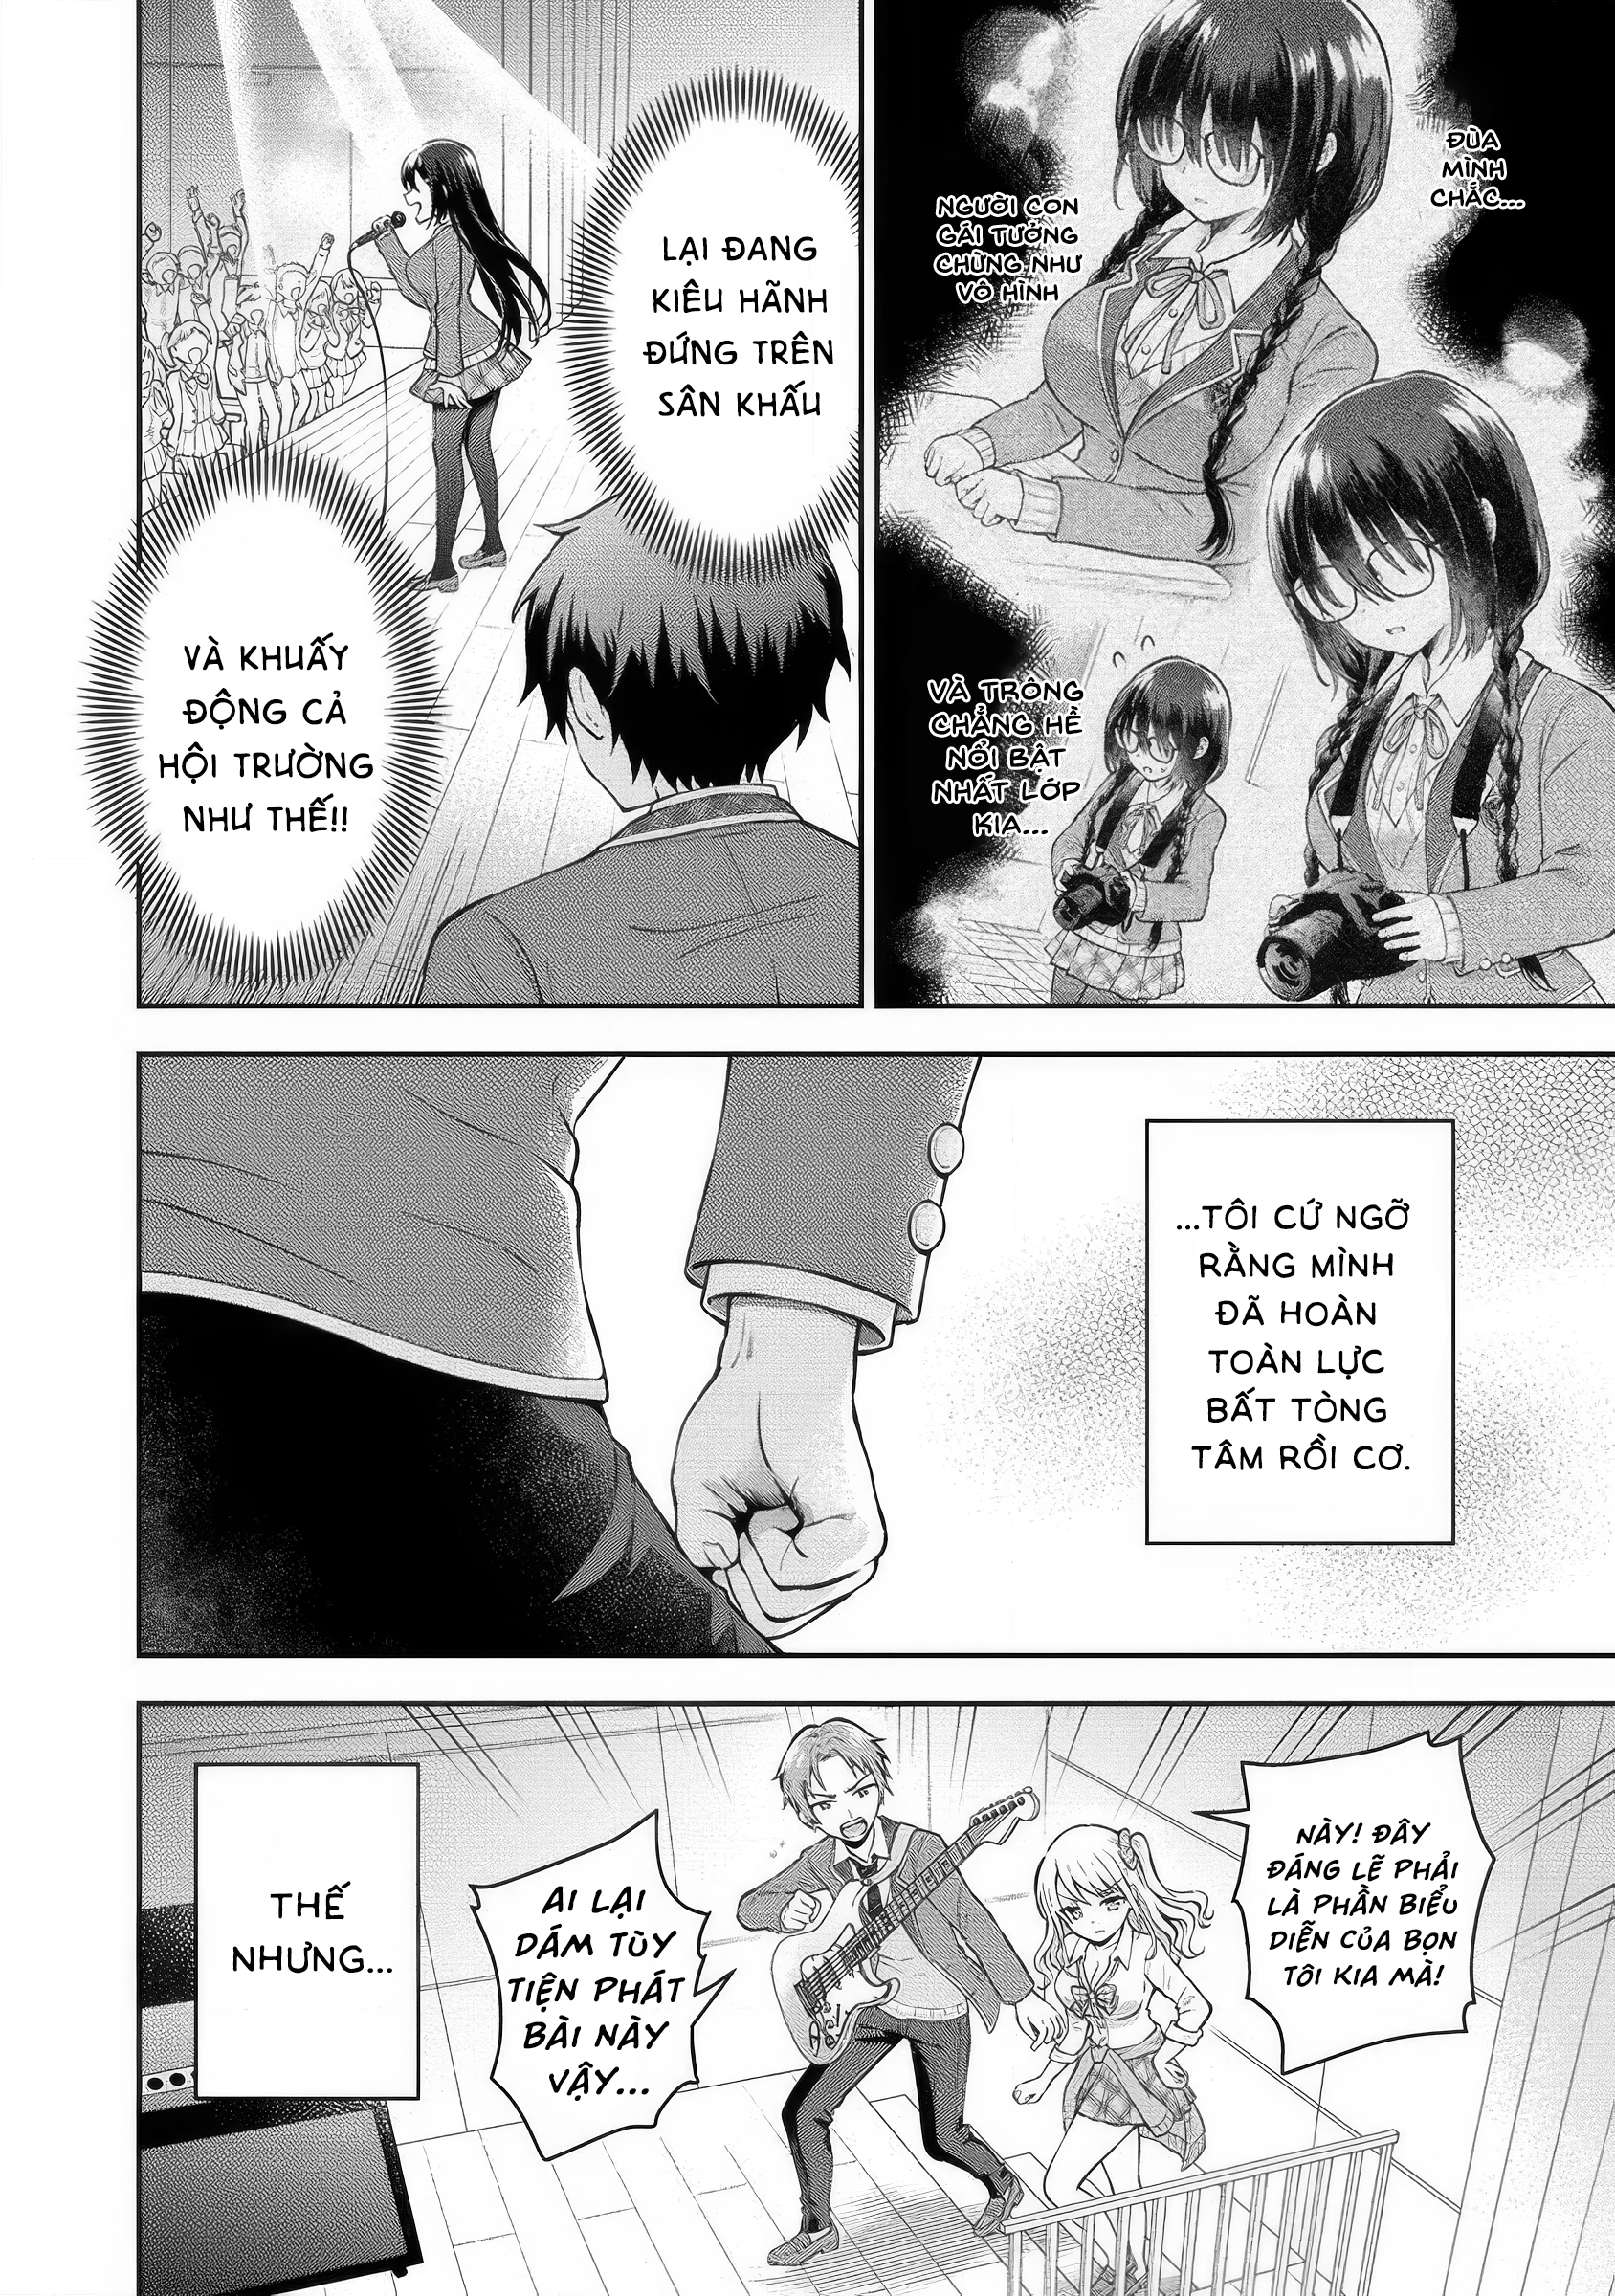 ĐÙA
MÌNH
CHẮC...
NGƯỜI CON
GÁI TƯỞNG
CHỪNG NHƯ
VÔ HÌNH
VÀ TRÔNG
CHẲNG HỀ
NỔI BẬT
NHẤT LỚP
KIA...
LẠI ĐANG
KIÊU HÃNH
ĐỨNG TRÊN
SÂN KHẤU
VÀ KHUẤY
ĐỘNG CẢ
HỘI TRƯỜNG
NHƯ THẾ!!
...TÔI CỨ NGỠ
RẰNG MÌNH
ĐÃ HOÀN
TOÀN LỰC
BẤT TÒNG
TÂM RỒI CƠ.
NÀY! ĐÂY
ĐÁNG LẼ PHẢI
LÀ PHẦN BIỂU
DIỄN CỦA BỌN
TÔI KIA MÀ!
AI LẠI
DÁM TÙY
TIỆN PHÁT
BÀI NÀY
VẬY...
THẾ
NHƯNG...